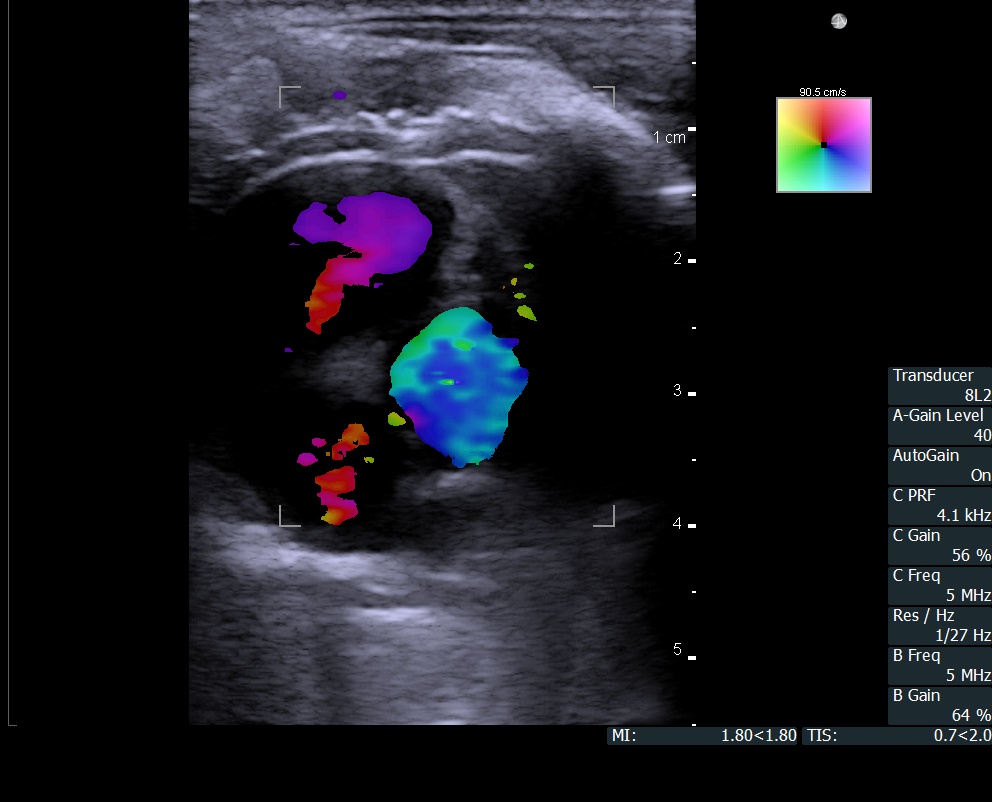 90.5 cm/s
1 cm
2
3
4
5
Transducer
8L2
A-Gain Level
40
AutoGain
On
C PRF
4.1 kHz
C Gain
56 %
C Freq
5 MHz
Res / Hz
1/27 Hz
B Freq
5 MHz
B Gain
64 %
MI: 1.80<1.80 TIS: 0.7<2.0